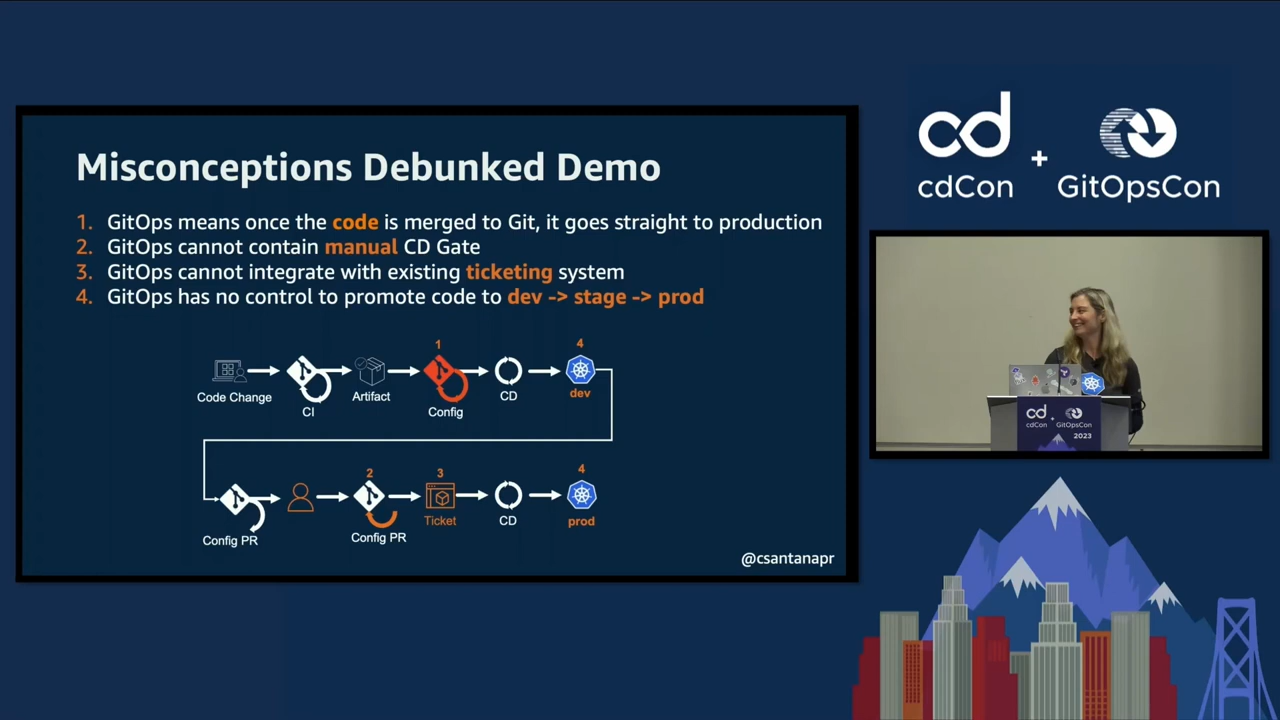 Misconceptions Debunked Demo
1. GitOps means once the code is merged to Git, it goes straight to production
2. GitOps cannot contain manual CD Gate
3. GitOps cannot integrate with existing ticketing system
4. GitOps has no control to promote code to dev -> stage -> prod
1
4
Code Change
CI
Artifact
Config
CD
dev
2
3
4
Config PR
Config PR
Ticket
CD
prod
@csantanapr
cd
cdCon
+
GitOpsCon
cd
cdCon
+
GitOpsCon
2023